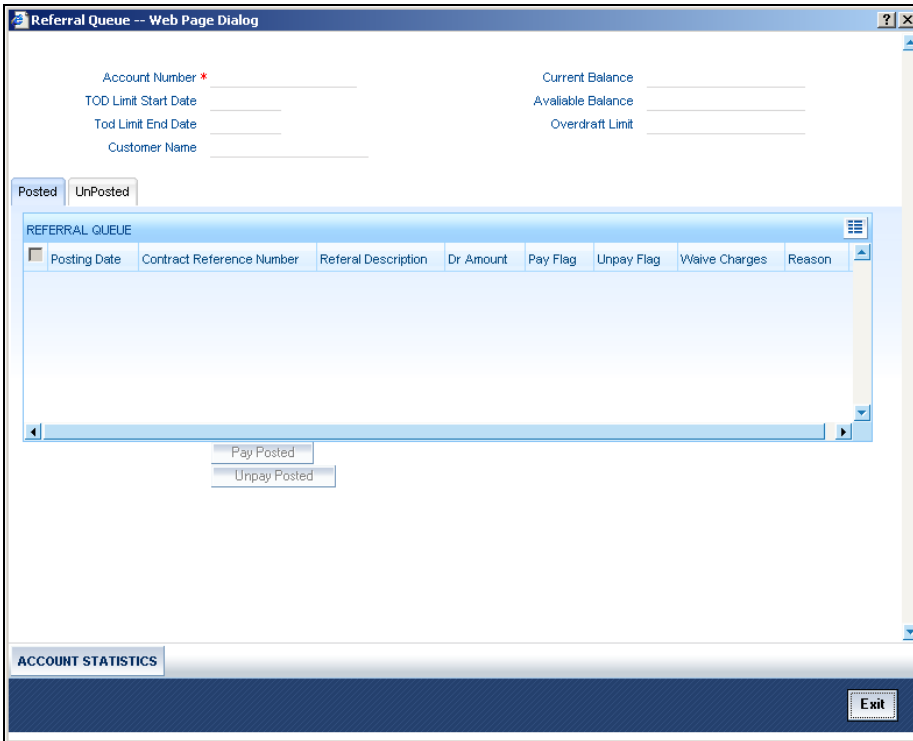 Referral Queue -- Web Page Dialog
? X
Account Number *
Current Balance
TOD Limit Start Date
Avaliable Balance
Tod Limit End Date
Overdraft Limit
Customer Name
Posted UnPosted
REFERRAL QUEUE
Posting Date Contract Reference Number Referal Description Dr Amount Pay Flag Unpay Flag Waive Charges Reason
Pay Posted
Unpay Posted
ACCOUNT STATISTICS
Exit